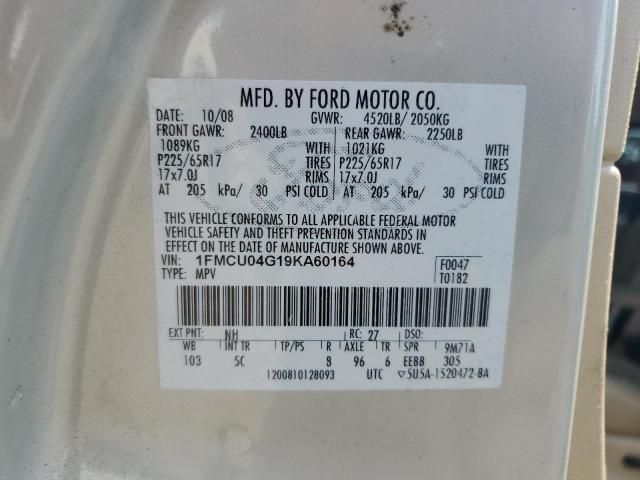 MFD. BY FORD MOTOR CO.
DATE: 10/08 GVWR: 4520LB/ 2050KG
FRONT GAWR: 2400LB REAR GAWR: 2250LB
1089KG WITH 1021KG WITH
P225/65R17 TIRES P225/65R17 TIRES
17x7.0J RIMS 17x7.0J RIMS
AT 205 kPa/ 30 PSI COLD AT 205 kPa/ 30 PSI COLD
THIS VEHICLE CONFORMS TO ALL APPLICABLE FEDERAL MOTOR
VEHICLE SAFETY AND THEFT PREVENTION STANDARDS IN
EFFECT ON THE DATE OF MANUFACTURE SHOWN ABOVE.
VIN: 1FMCU04G19KA60164 F0047
TYPE: MPV T0182
EXT PNT: NH RC: 27 DSO:
WB INT TR TP/PS R AXLE TR SPR 9M71A
103 5C 8 96 6 EEBB 305
1200810128093 UTC ▽5U5A-1520472-BA